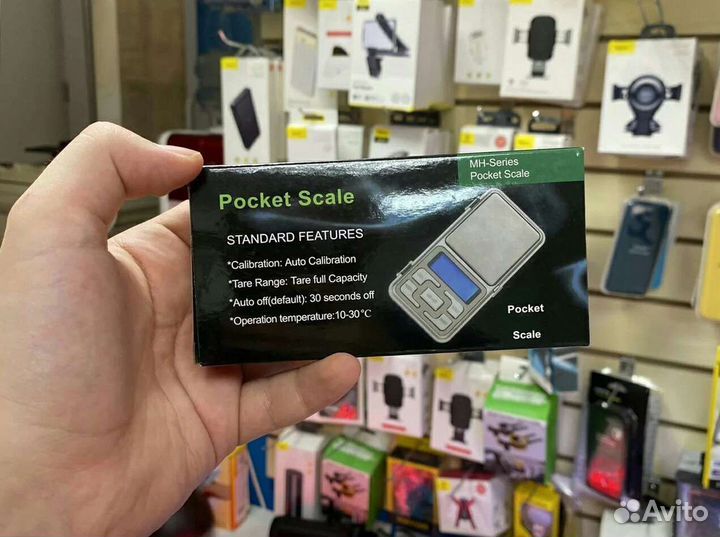 MH-Series
Pocket Scale
Pocket Scale
STANDARD FEATURES
*Calibration: Auto Calibration
*Tare Range: Tare full Capacity
*Auto off(default): 30 seconds off
*Operation temperature:10-30℃
Pocket
Scale
Avito